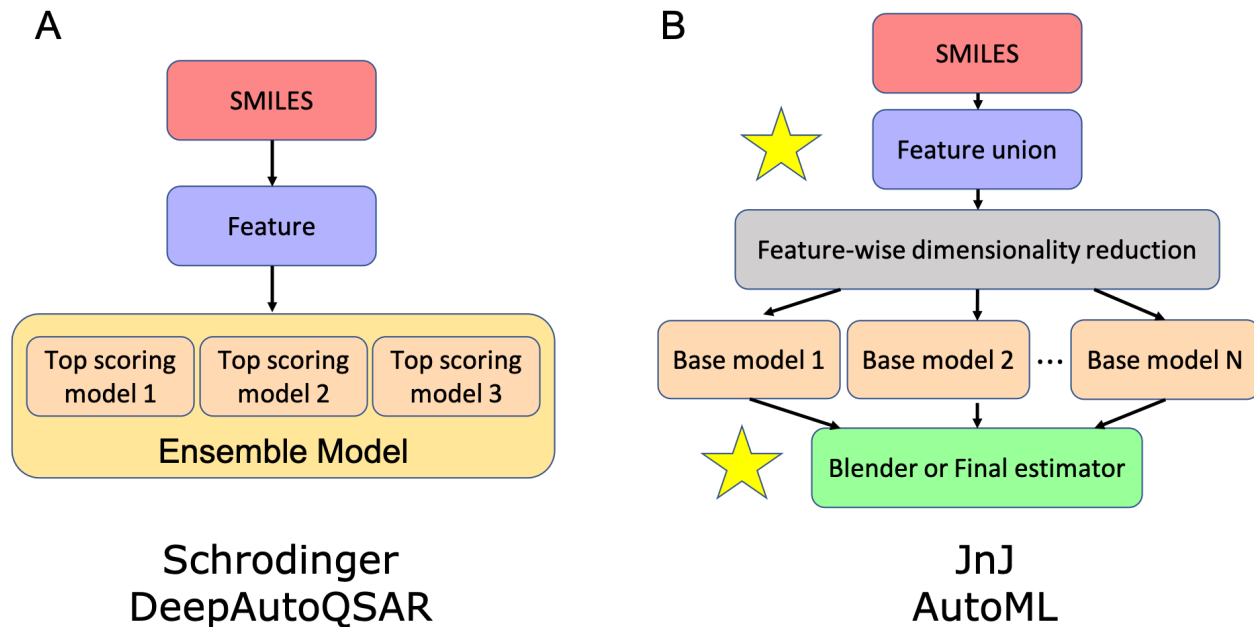 A
SMILES
Feature
Top scoring
model 1
Top scoring
model 2
Top scoring
model 3
Ensemble Model
Schrodinger
DeepAutoQSAR
B
SMILES
Feature union
Feature-wise dimensionality reduction
Base model 1
Base model 2
...
Base model N
Blender or Final estimator
JnJ
AutoML